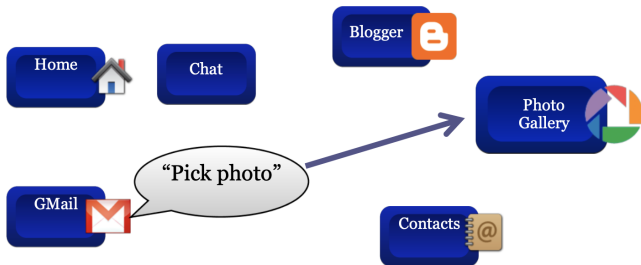 Blogger
Home
Chat
Photo
Gallery
“Pick photo”
GMail
Contacts
@